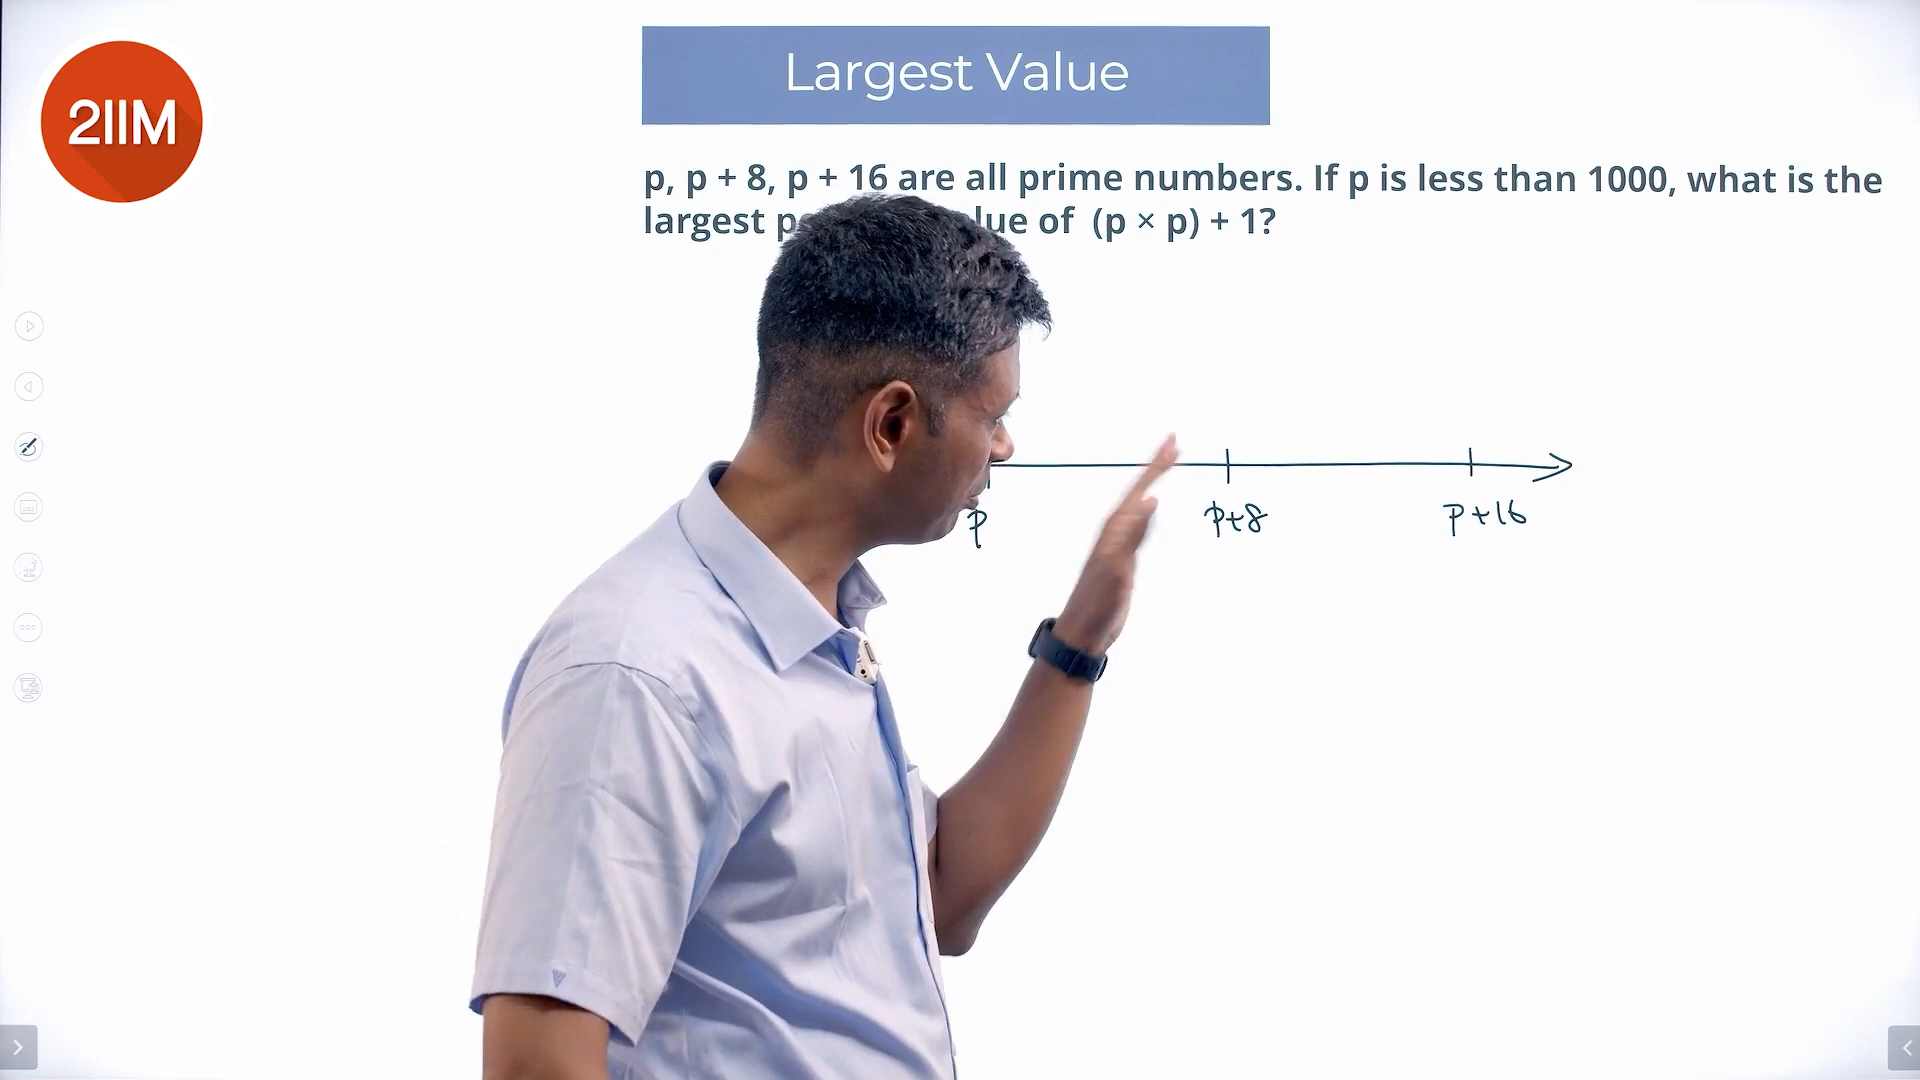 2IIM
Largest Value
p, p + 8, p + 16 are all prime numbers. If p is less than 1000, what is the
largest of (p × p) + 1?
p p+8 p+16